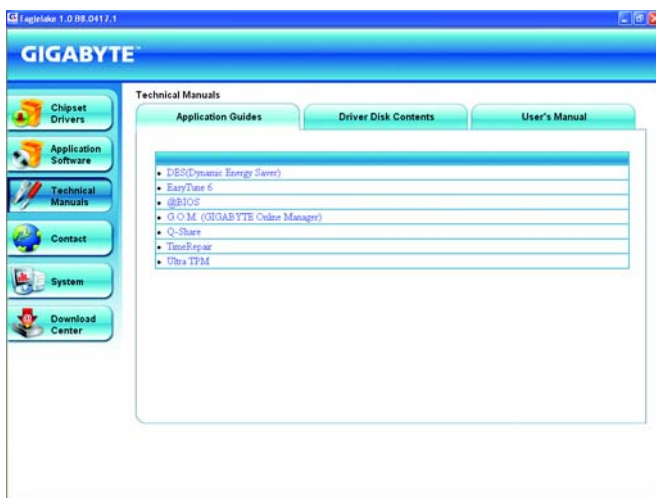 Eaglelake 1.0 B8.0417.1
GIGABYTE™
Chipset
Drivers
Application
Software
Technical
Manuals
Contact
System
Download
Center
Technical Manuals
Application Guides
Driver Disk Contents
User's Manual
• DES(Dynamic Energy Saver)
• EasyTune 6
• @BIOS
• G.O.M. (GIGABYTE Online Manager)
• Q-Share
• TimeRepair
• Ultra TPM